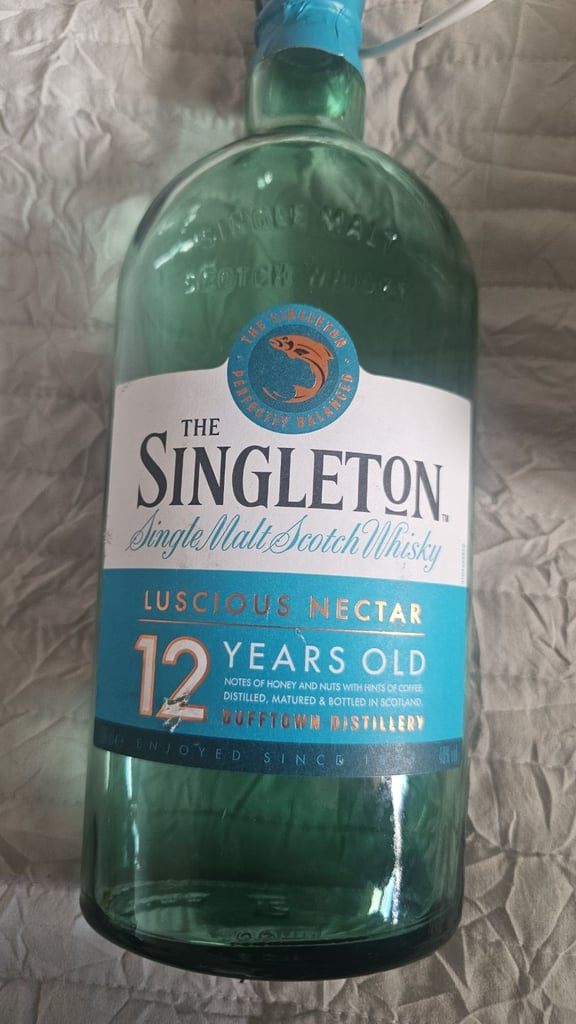 SINGLE MALT
SCOTCH WHISKY
THE SINGLETON
PERFECTLY BALANCED
THE
SINGLETON
Single Malt Scotch Whisky
LUSCIOUS NECTAR
12 YEARS OLD
NOTES OF HONEY AND NUTS WITH HINTS OF COFFEE.
DISTILLED, MATURED & BOTTLED IN SCOTLAND.
DUFFTOWN DISTILLERY
ENJOYED SINCE